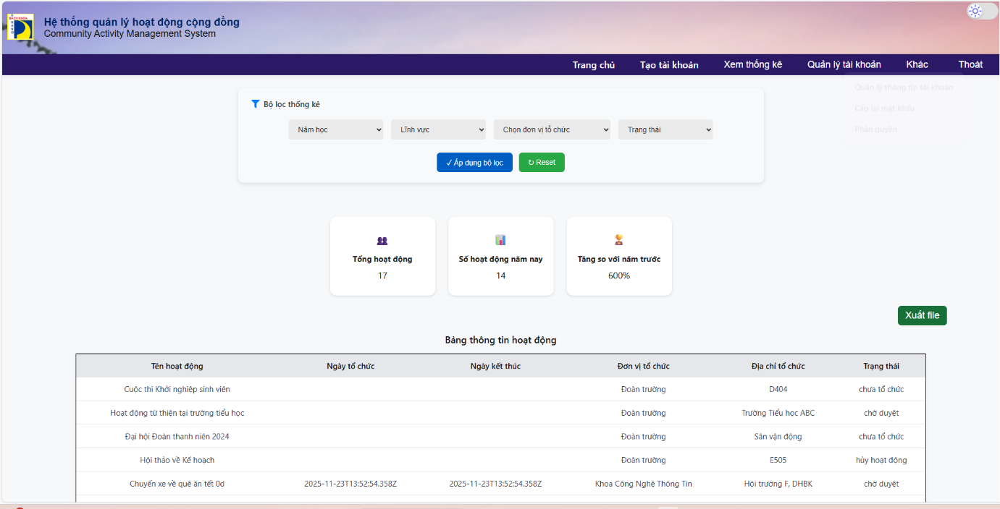 BÁCH KHOA
Hệ thống quản lý hoạt động cộng đồng
Community Activity Management System
Trang chủ Tạo tài khoản Xem thống kê Quản lý tài khoản Khác Thoát
Quản lý thông tin tài khoản
Cấp lại mật khẩu
Phân quyền
Bộ lọc thống kê
Năm học Lĩnh vực Chọn đơn vị tổ chức Trạng thái
✓ Áp dụng bộ lọc ↻ Reset
Tổng hoạt động Số hoạt động năm nay Tăng so với năm trước
17 14 600%
Xuất file
Bảng thông tin hoạt động
Tên hoạt động Ngày tổ chức Ngày kết thúc Đơn vị tổ chức Địa chỉ tổ chức Trạng thái
Cuộc thi Khởi nghiệp sinh viên Đoàn trường D404 chưa tổ chức
Hoạt động từ thiện tại trường tiểu học Đoàn trường Trường Tiểu học ABC chờ duyệt
Đại hội Đoàn thanh niên 2024 Đoàn trường Sân vận động chưa tổ chức
Hội thảo về Kế hoạch Đoàn trường E505 hủy hoạt động
Chuyến xe về quê ăn tết 0đ 2025-11-23T13:52:54.358Z 2025-11-23T13:52:54.358Z Khoa Công Nghệ Thông Tin Hội trường F, DHBK chờ duyệt